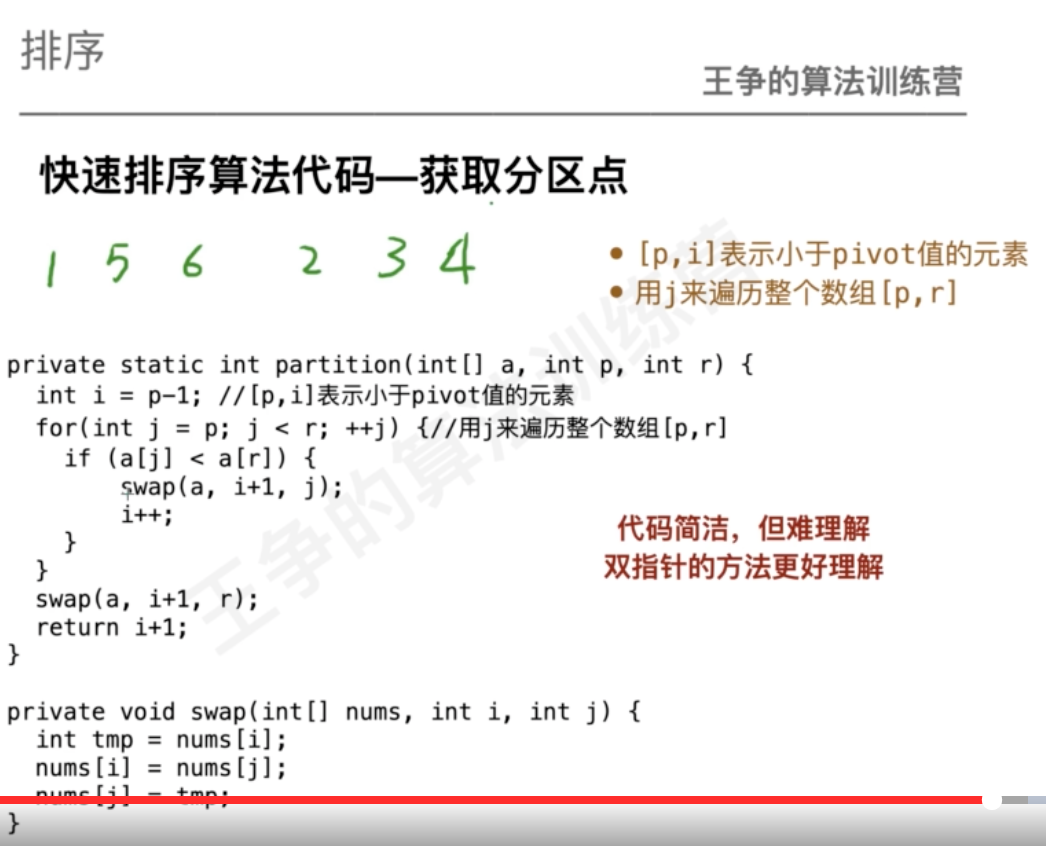 排序
王争的算法训练营
快速排序算法代码—获取分区点
1 5 6 2 3 4
• [p,i]表示小于pivot值的元素
• 用j来遍历整个数组[p,r]
private static int partition(int[] a, int p, int r) {
int i = p-1; //[p,i]表示小于pivot值的元素
for(int j = p; j < r; ++j) {//用j来遍历整个数组[p,r]
if (a[j] < a[r]) {
swap(a, i+1, j);
i++;
}
}
swap(a, i+1, r);
return i+1;
}
代码简洁，但难理解
双指针的方法更好理解
private void swap(int[] nums, int i, int j) {
int tmp = nums[i];
nums[i] = nums[j];
nums[j] = tmp;
}
王争的算法训练营